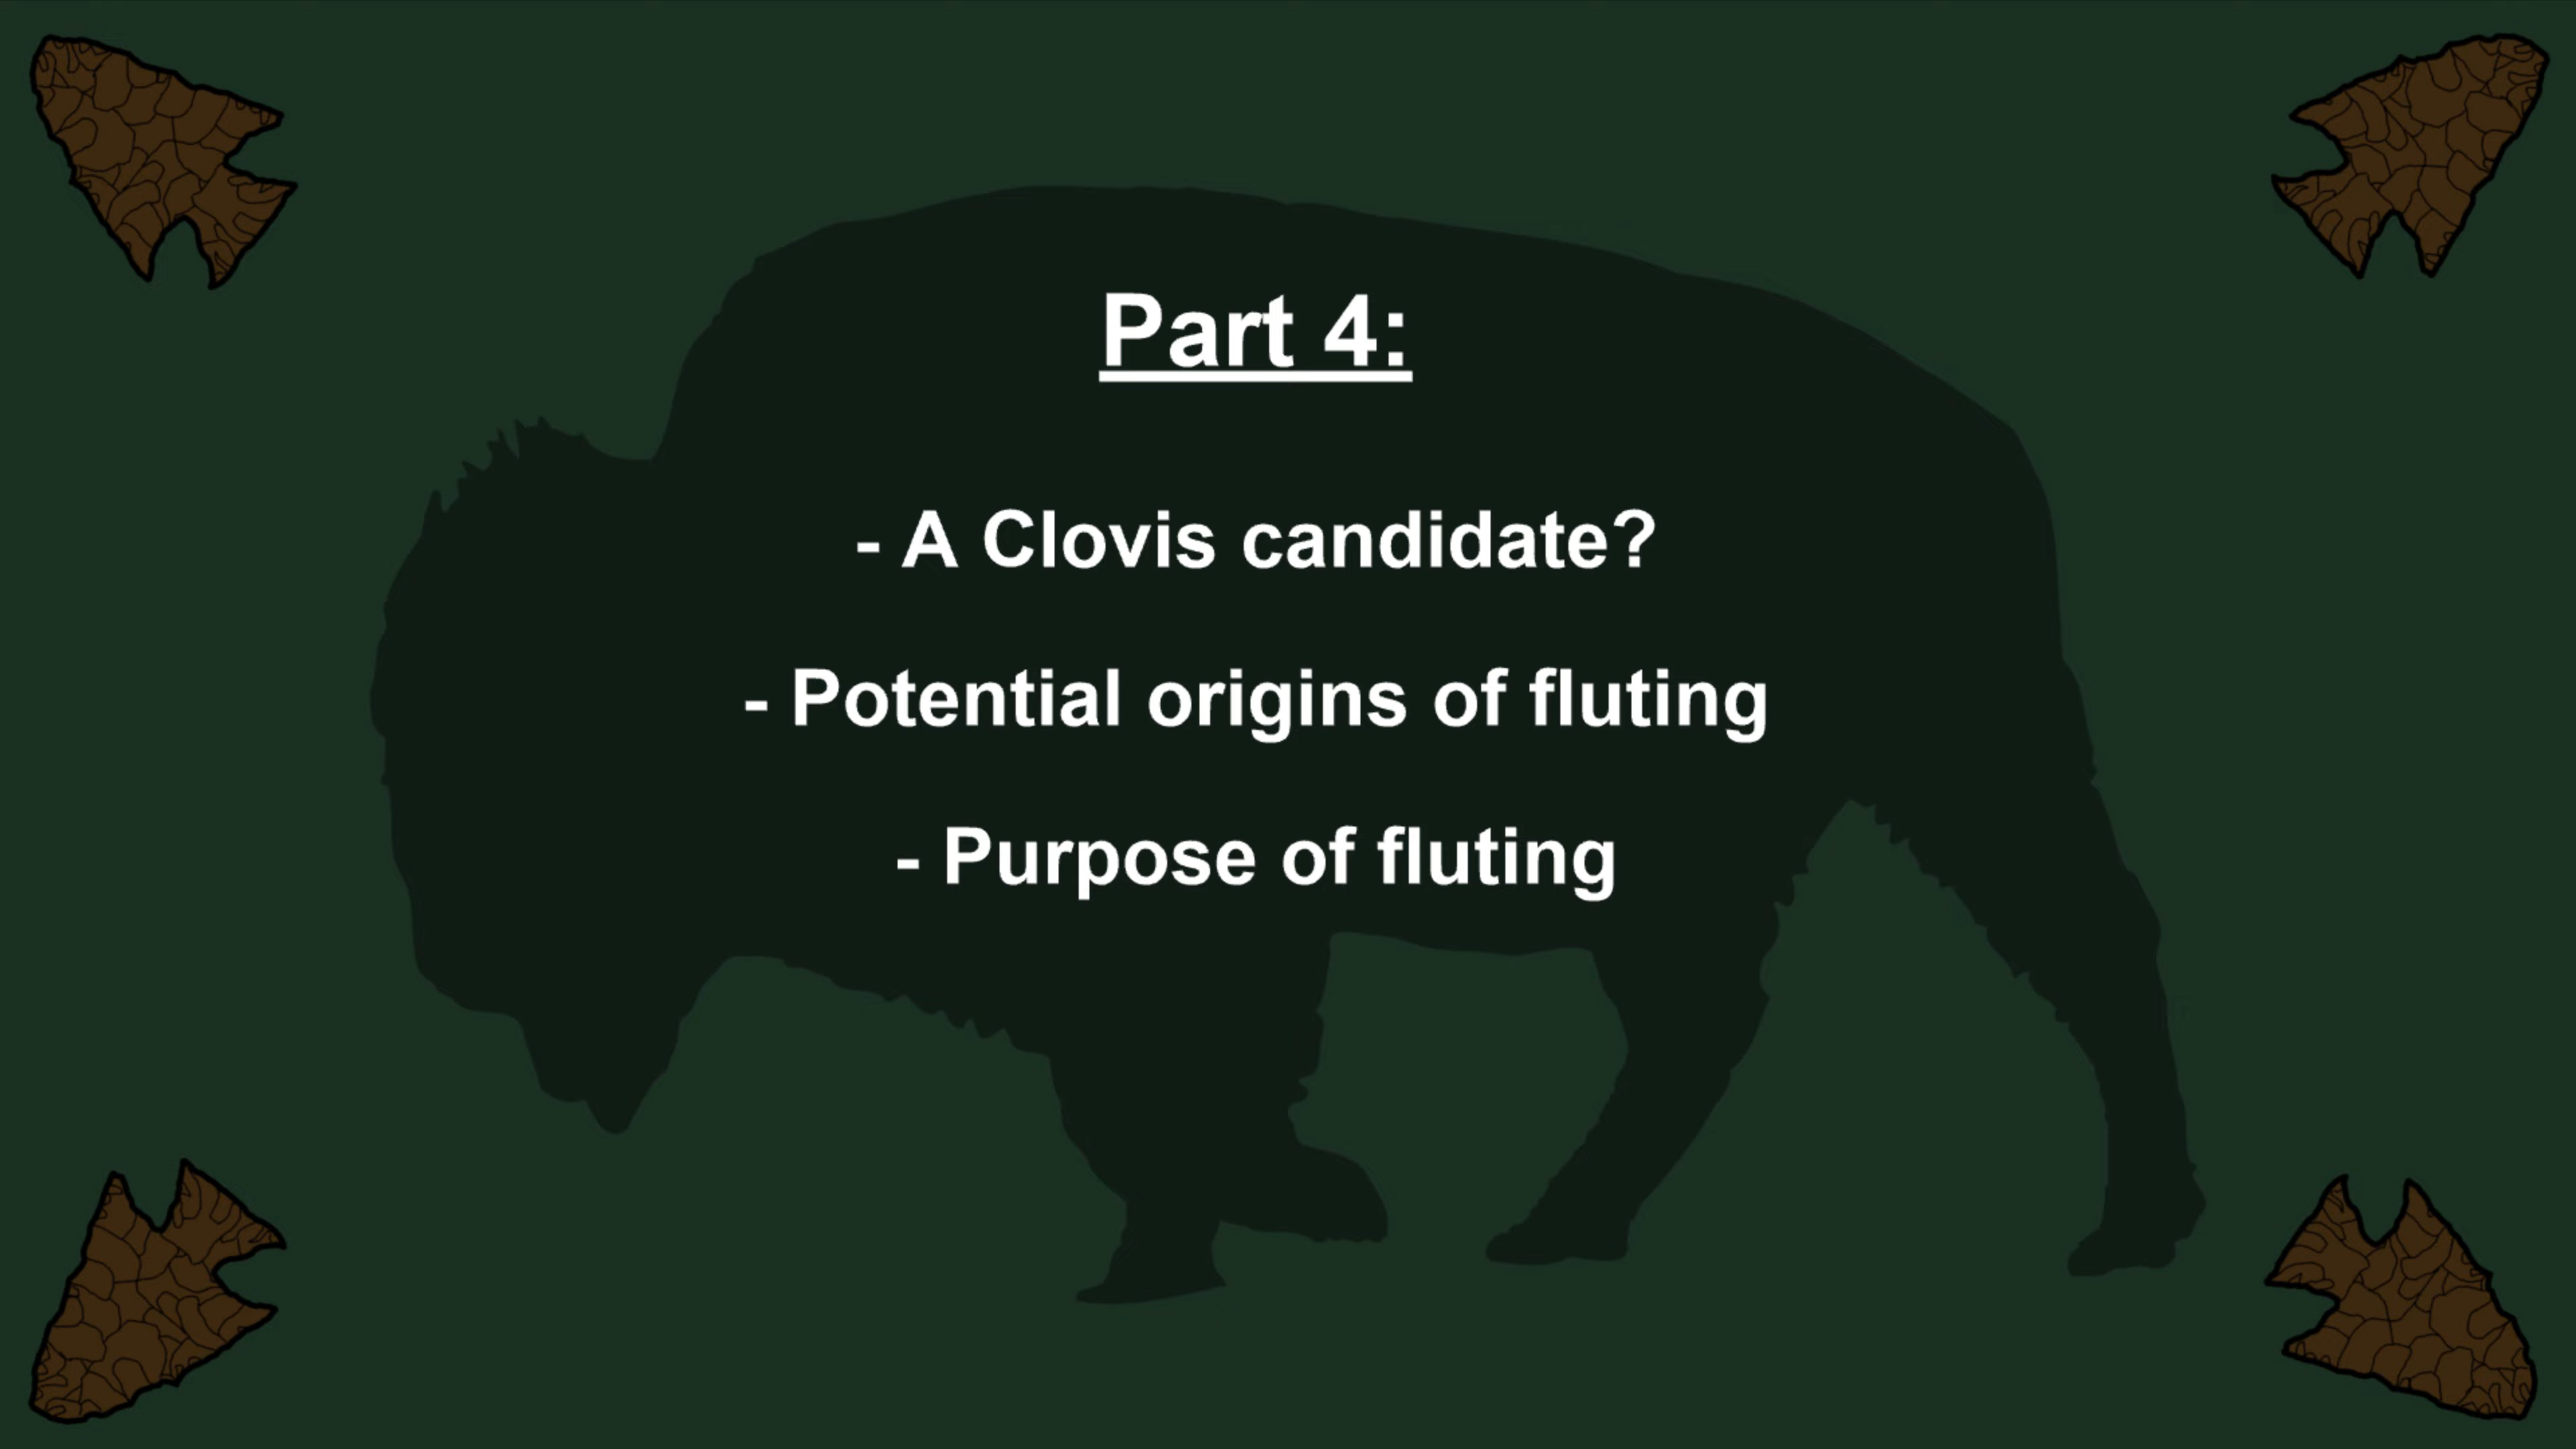 Part 4:
- A Clovis candidate?
- Potential origins of fluting
- Purpose of fluting